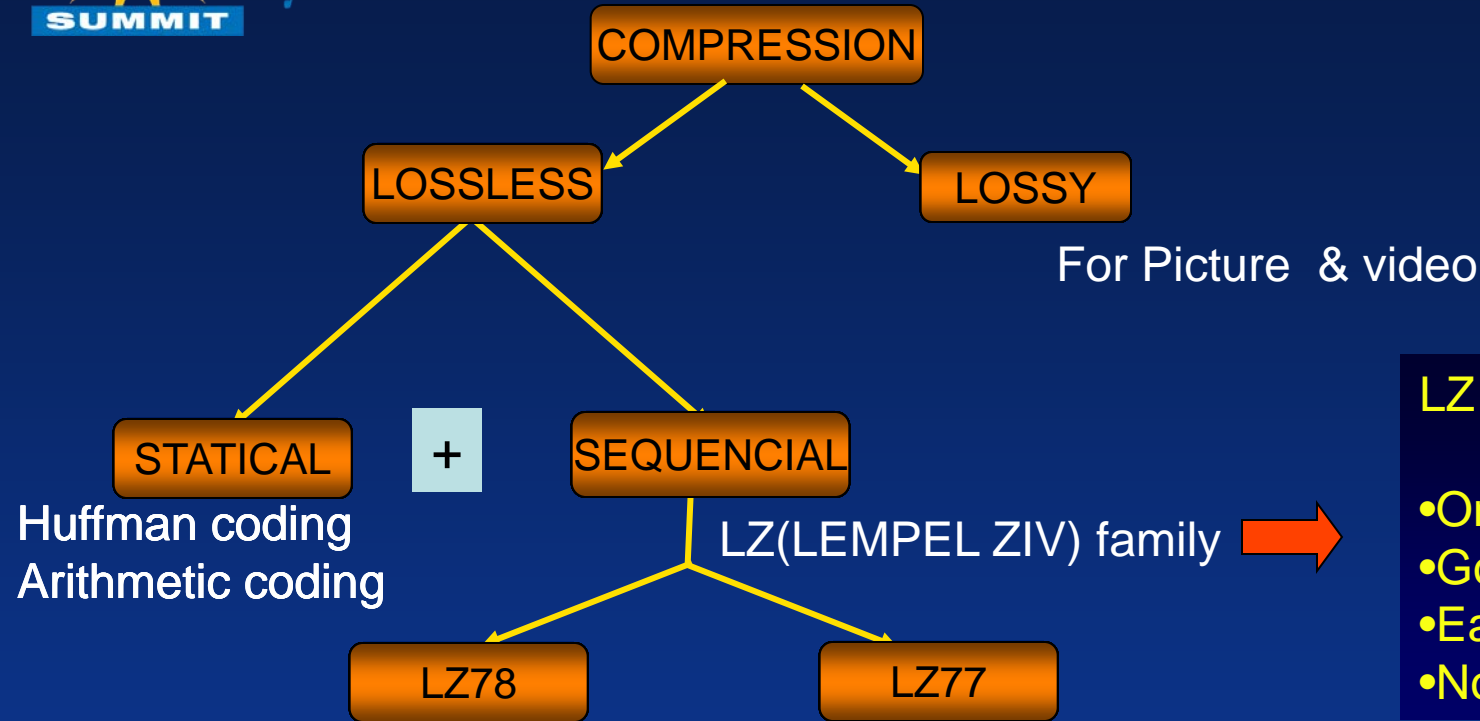 SUMMIT
COMPRESSION
LOSSLESS
LOSSY
For Picture & video
STATICAL
+
SEQUENCIAL
Huffman coding
Arithmetic coding
LZ(LEMPEL ZIV) family
LZ78
LZ77
LZ